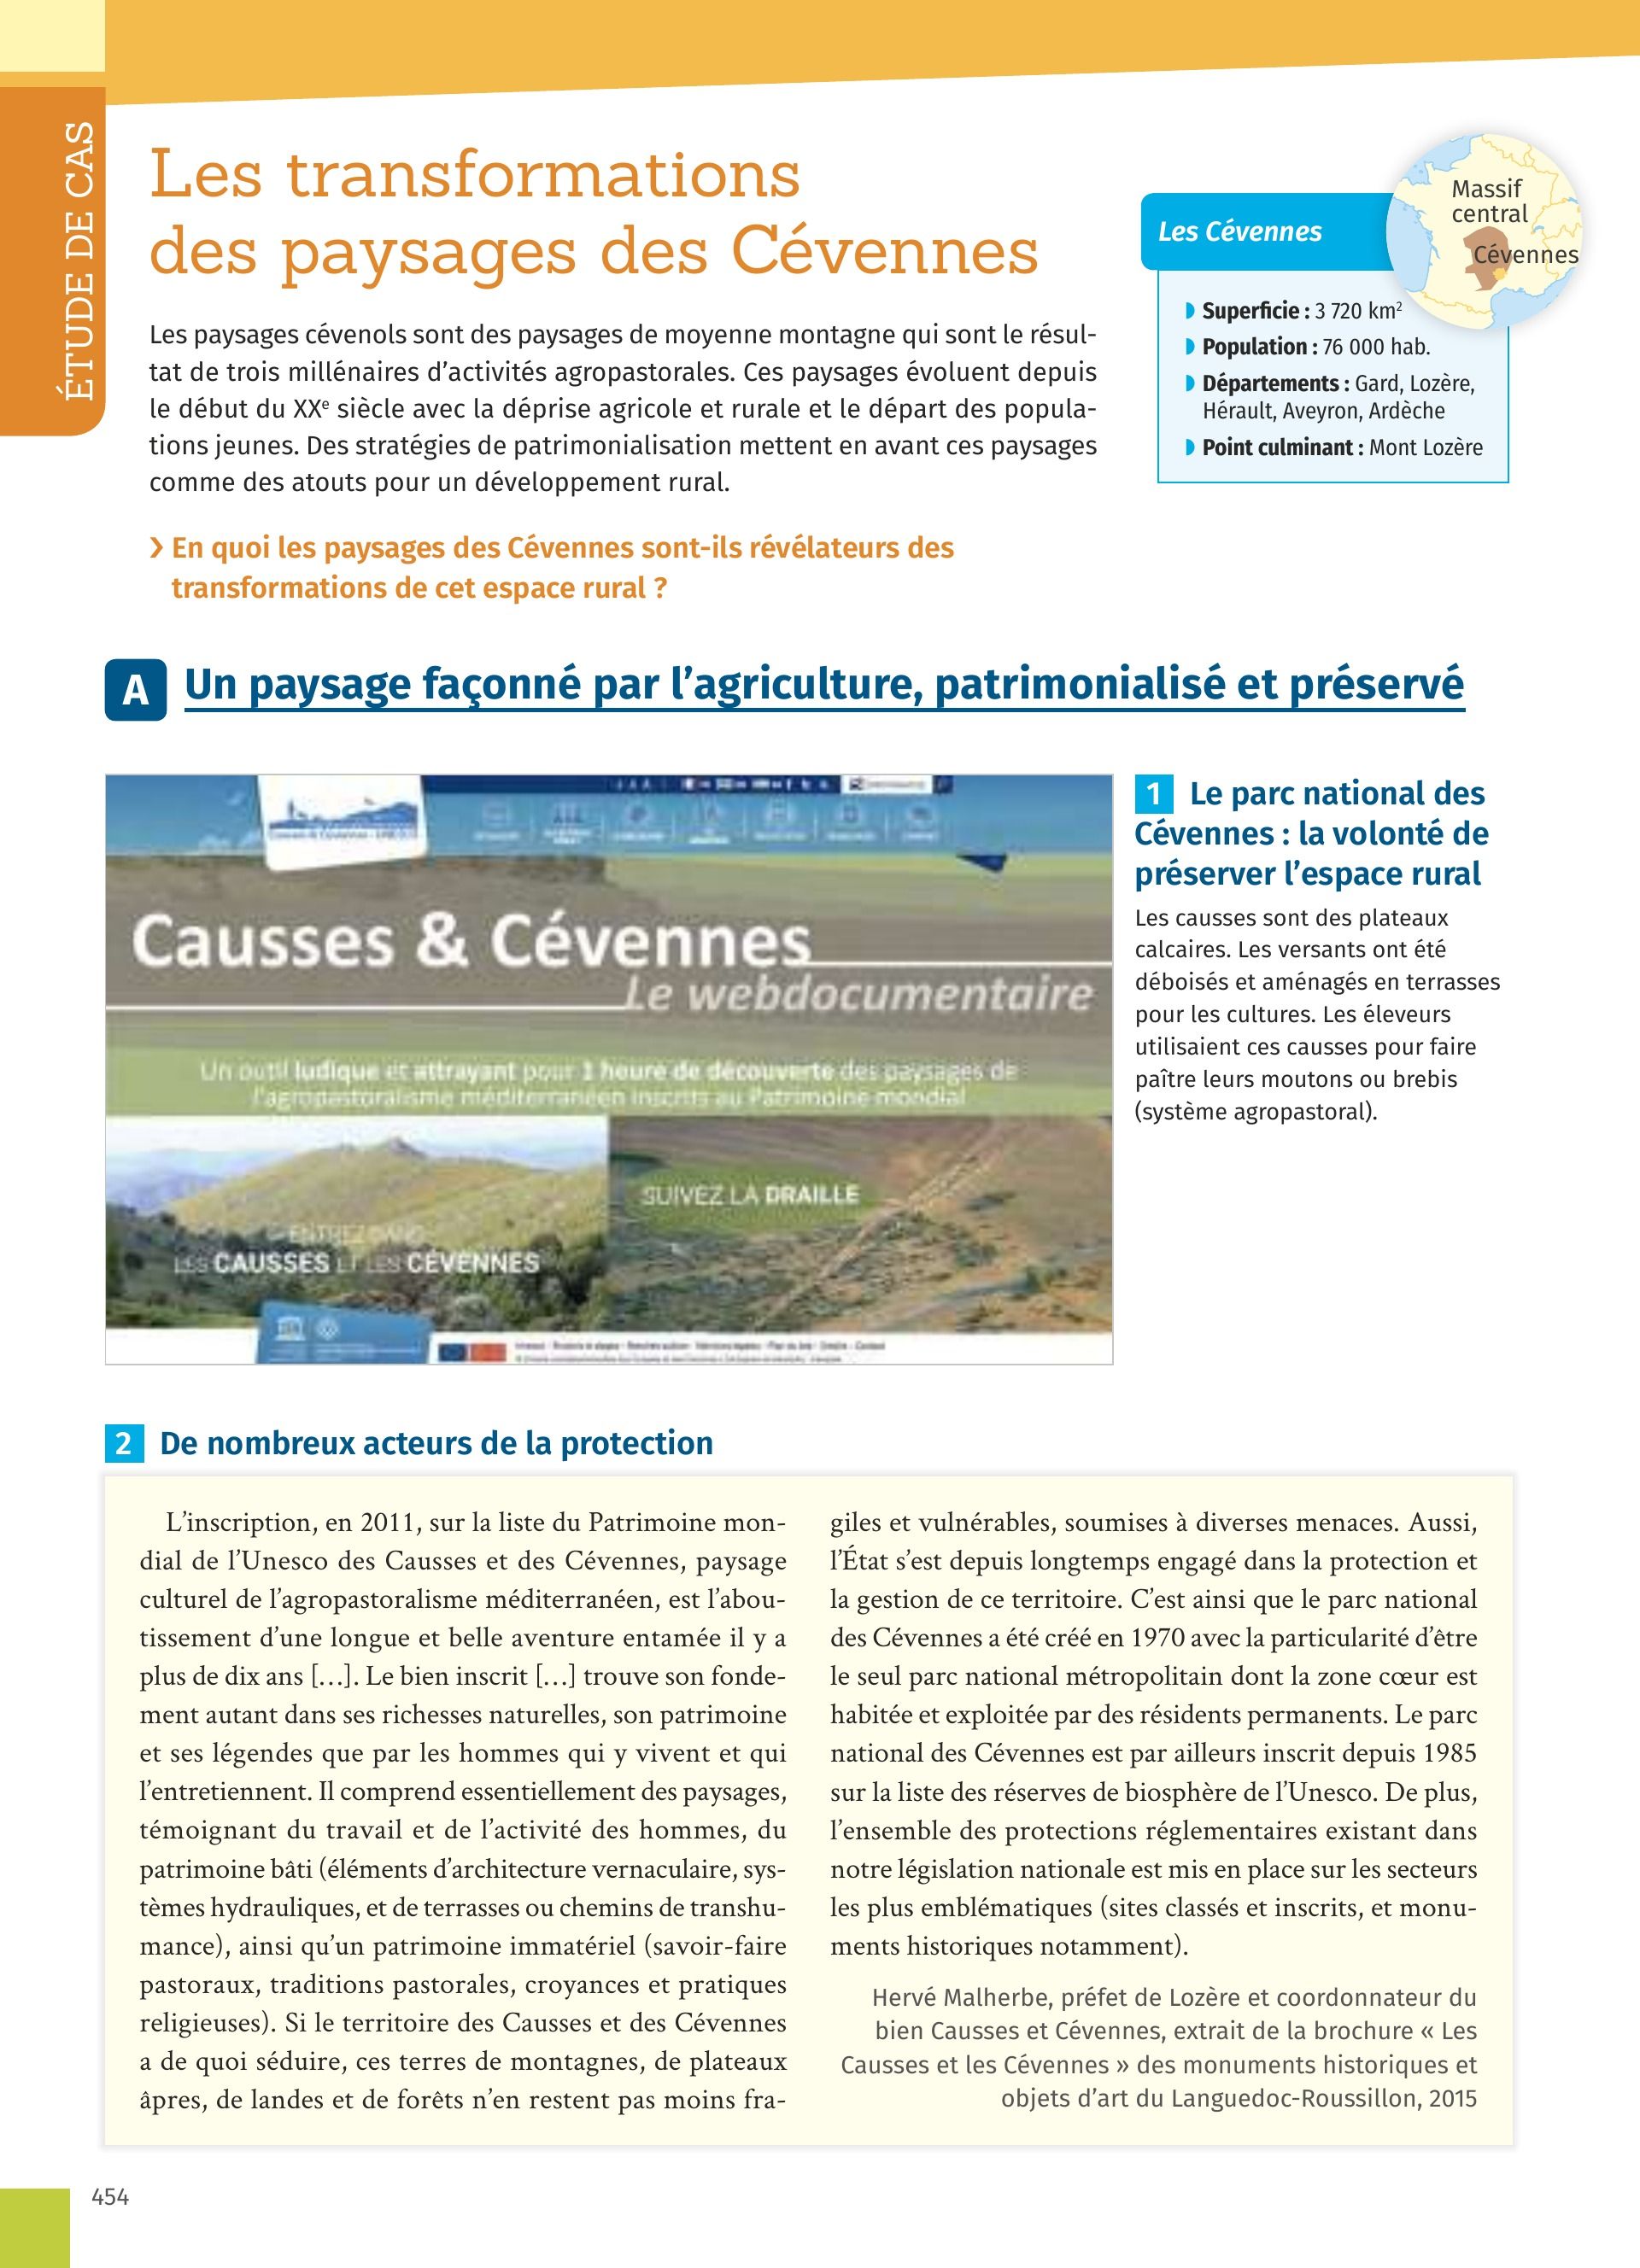 ÉTUDE DE CAS
Les transformations
des paysages des Cévennes
Les paysages cévenols sont des paysages de moyenne montagne qui sont le résul-
tat de trois millénaires d’activités agropastorales. Ces paysages évoluent depuis
le début du XXe siècle avec la déprise agricole et rurale et le départ des popula-
tions jeunes. Des stratégies de patrimonialisation mettent en avant ces paysages
comme des atouts pour un développement rural.
❯ En quoi les paysages des Cévennes sont-ils révélateurs des
transformations de cet espace rural ?
Les Cévennes
Massif
central
Cévennes
Superficie : 3 720 km²
Population : 76 000 hab.
Départements : Gard, Lozère,
Hérault, Aveyron, Ardèche
Point culminant : Mont Lozère
A Un paysage façonné par l’agriculture, patrimonialisé et préservé
Causses & Cévennes
Le webdocumentaire
Un outil ludique et attrayant pour 1 heure de découverte des paysages de
l’agropastoralisme méditerranéen inscrits au Patrimoine mondial
ENTREZ DANS
LES CAUSSES ET LES CÉVENNES
SUIVEZ LA DRAILLE
1 Le parc national des
Cévennes : la volonté de
préserver l’espace rural
Les causses sont des plateaux
calcaires. Les versants ont été
déboisés et aménagés en terrasses
pour les cultures. Les éleveurs
utilisaient ces causses pour faire
paître leurs moutons ou brebis
(système agropastoral).
2 De nombreux acteurs de la protection
L’inscription, en 2011, sur la liste du Patrimoine mon-
dial de l’Unesco des Causses et des Cévennes, paysage
culturel de l’agropastoralisme méditerranéen, est l’abou-
tissement d’une longue et belle aventure entamée il y a
plus de dix ans […]. Le bien inscrit […] trouve son fonde-
ment autant dans ses richesses naturelles, son patrimoine
et ses légendes que par les hommes qui y vivent et qui
l’entretiennent. Il comprend essentiellement des paysages,
témoignant du travail et de l’activité des hommes, du
patrimoine bâti (éléments d’architecture vernaculaire, sys-
tèmes hydrauliques, et de terrasses ou chemins de transhu-
mance), ainsi qu’un patrimoine immatériel (savoir-faire
pastoraux, traditions pastorales, croyances et pratiques
religieuses). Si le territoire des Causses et des Cévennes
a de quoi séduire, ces terres de montagnes, de plateaux
âpres, de landes et de forêts n’en restent pas moins fra-
giles et vulnérables, soumises à diverses menaces. Aussi,
l’État s’est depuis longtemps engagé dans la protection et
la gestion de ce territoire. C’est ainsi que le parc national
des Cévennes a été créé en 1970 avec la particularité d’être
le seul parc national métropolitain dont la zone cœur est
habitée et exploitée par des résidents permanents. Le parc
national des Cévennes est par ailleurs inscrit depuis 1985
sur la liste des réserves de biosphère de l’Unesco. De plus,
l’ensemble des protections réglementaires existant dans
notre législation nationale est mis en place sur les secteurs
les plus emblématiques (sites classés et inscrits, et monu-
ments historiques notamment).
Hervé Malherbe, préfet de Lozère et coordonnateur du
bien Causses et Cévennes, extrait de la brochure « Les
Causses et les Cévennes » des monuments historiques et
objets d’art du Languedoc-Roussillon, 2015
454